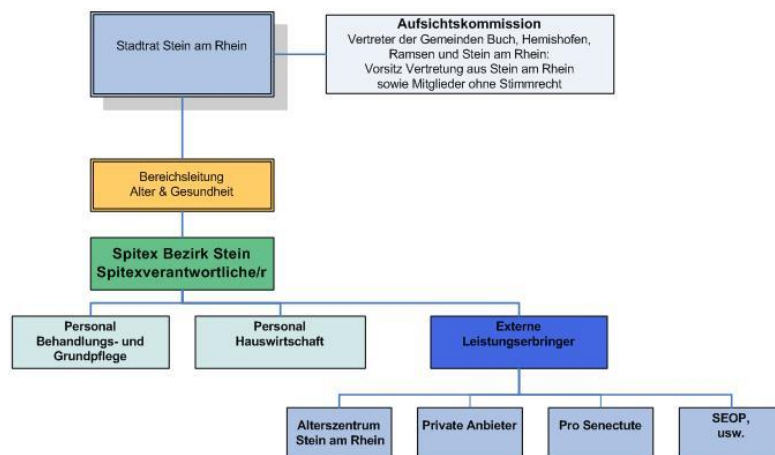 Stadtrat Stein am Rhein
Aufsichtskommission
Vertreter der Gemeinden Buch, Hemishofen,
Ramsen und Stein am Rhein:
Vorsitz Vertretung aus Stein am Rhein
sowie Mitglieder ohne Stimmrecht
Bereichsleitung
Alter & Gesundheit
Spitex Bezirk Stein
Spitexverantwortliche/r
Personal
Behandlungs- und
Grundpflege
Personal
Hauswirtschaft
Externe
Leistungserbringer
Alterszentrum
Stein am Rhein
Private Anbieter
Pro Senectute
SEOP,
usw.